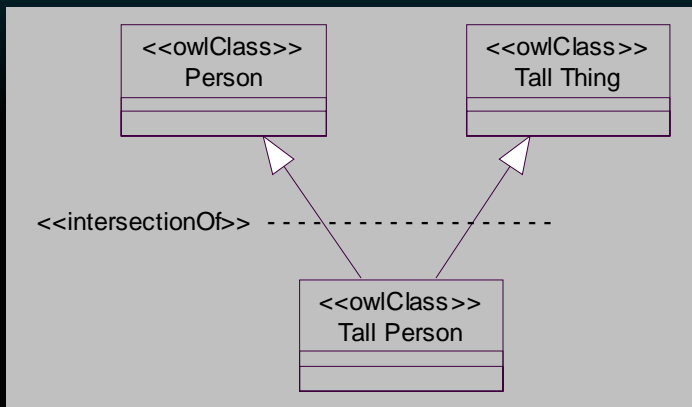 <<owlClass>>
Person
<<owlClass>>
Tall Thing
<<intersectionOf>>
<<owlClass>>
Tall Person